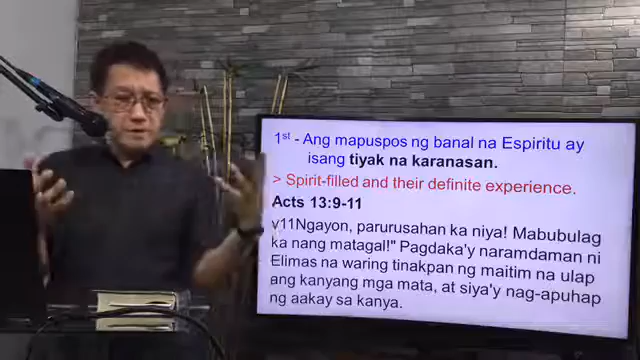 1st - Ang mapuspos ng banal na Espiritu ay
isang tiyak na karanasan.
> Spirit-filled and their definite experience.
Acts 13:9-11
v11Ngayon, parurusahan ka niya! Mabubulag
ka nang matagal!" Pagdaka'y naramdaman ni
Elimas na waring tinakpan ng maitim na ulap
ang kanyang mga mata, at siya'y nag-apuhap
ng aakay sa kanya.